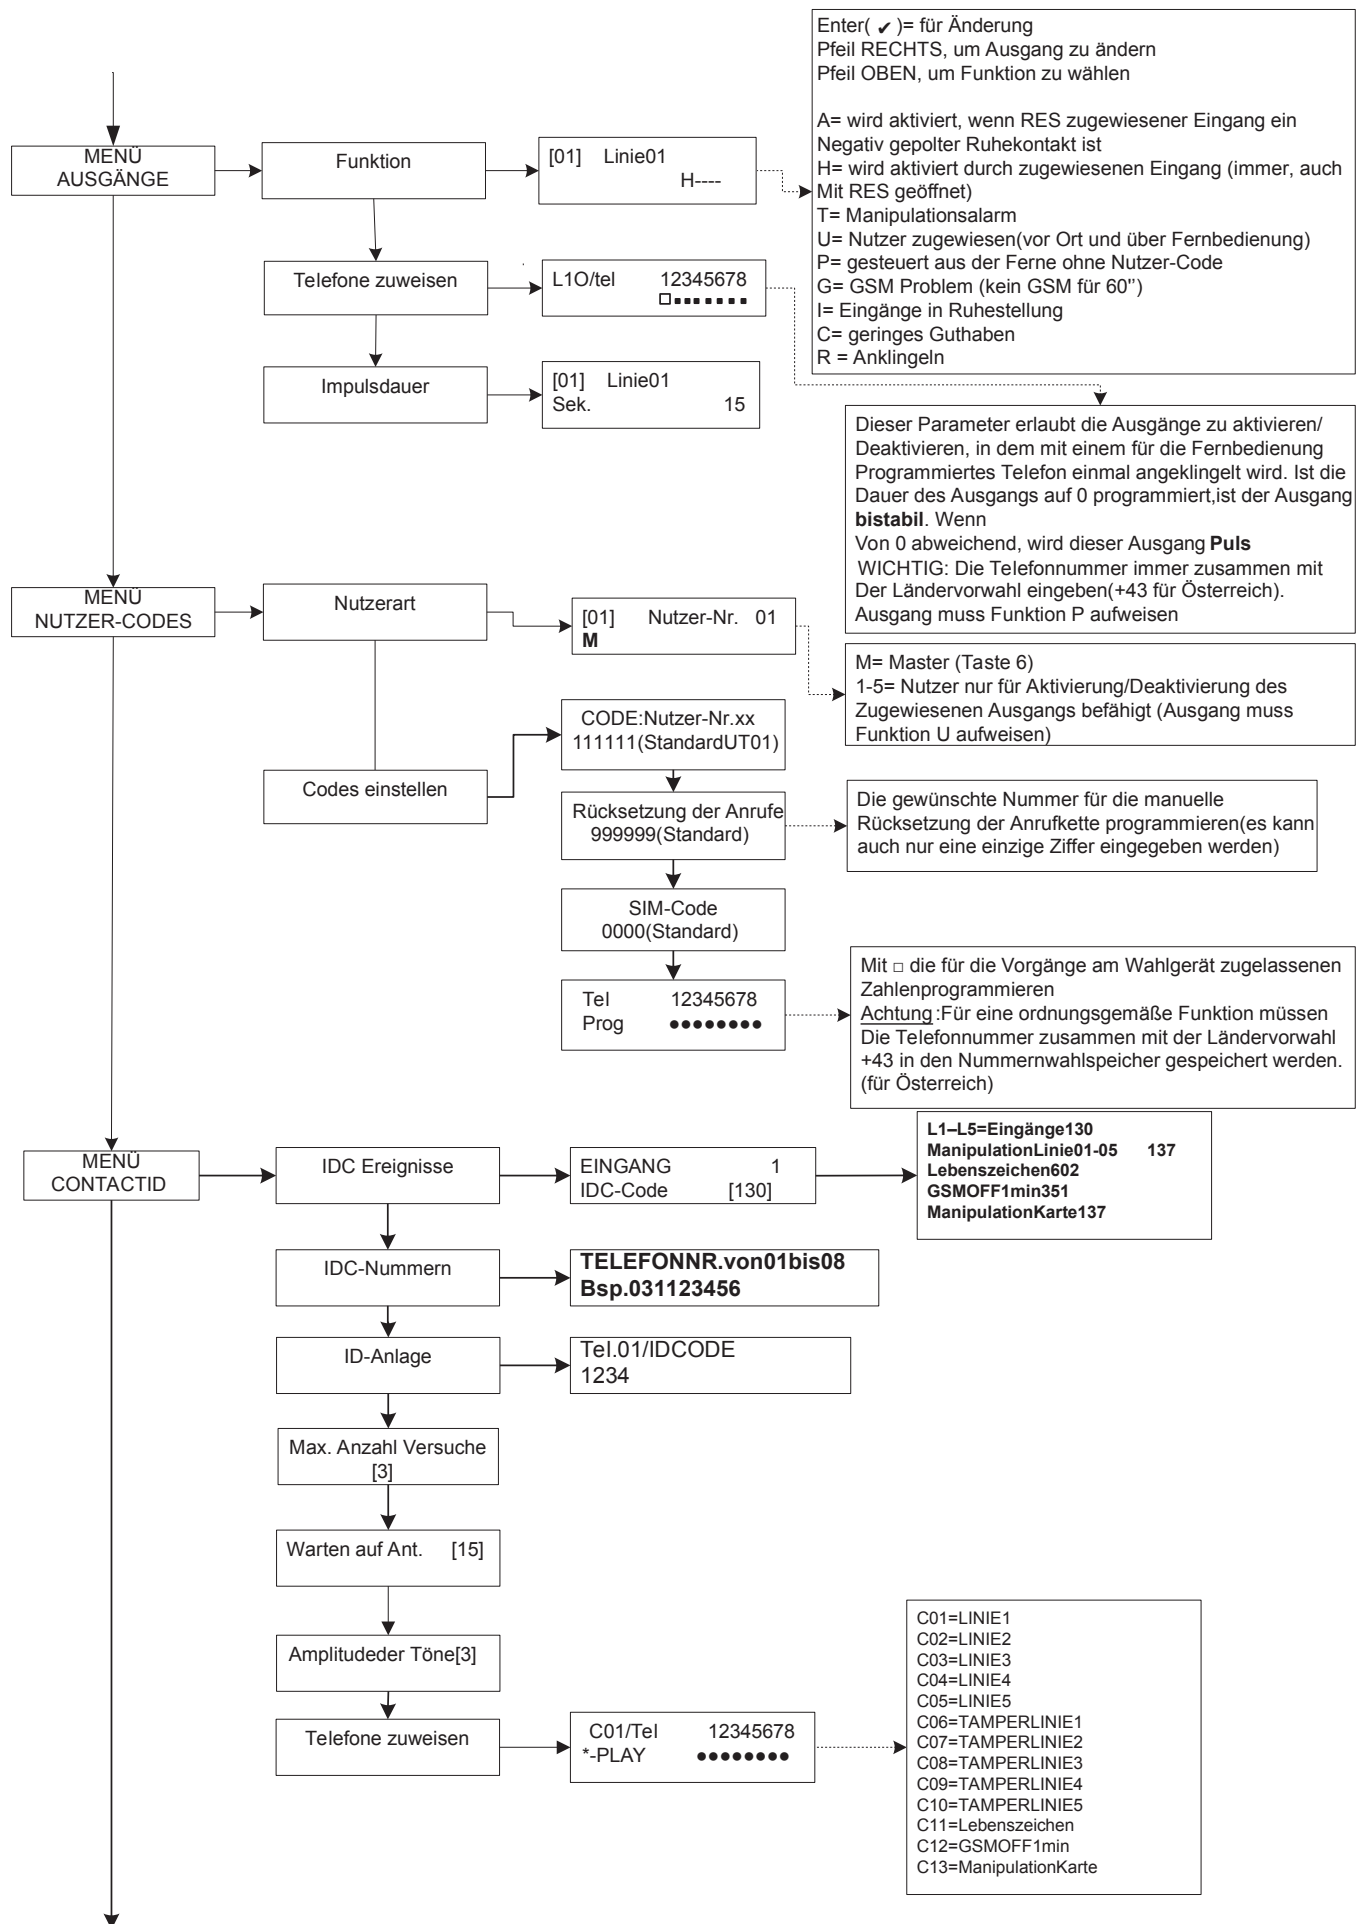 Enter( ✔ )= für Änderung
Pfeil RECHTS, um Ausgang zu ändern
Pfeil OBEN, um Funktion zu wählen
A= wird aktiviert, wenn RES zugewiesener Eingang ein
Negativ gepolter Ruhekontakt ist
H= wird aktiviert durch zugewiesenen Eingang (immer, auch
Mit RES geöffnet)
T= Manipulationsalarm
U= Nutzer zugewiesen(vor Ort und über Fernbedienung)
P= gesteuert aus der Ferne ohne Nutzer-Code
G= GSM Problem (kein GSM für 60")
I= Eingänge in Ruhestellung
C= geringes Guthaben
R = Anklingeln
MENÜ
AUSGÄNGE
Funktion
[01] Linie01
H----
Telefone zuweisen
L1O/tel 12345678
□▪▪▪▪▪▪▪
Impulsdauer
[01] Linie01
Sek. 15
Dieser Parameter erlaubt die Ausgänge zu aktivieren/
Deaktivieren, in dem mit einem für die Fernbedienung
Programmiertes Telefon einmal angeklingelt wird. Ist die
Dauer des Ausgangs auf 0 programmiert,ist der Ausgang
bistabil. Wenn
Von 0 abweichend, wird dieser Ausgang Puls
WICHTIG: Die Telefonnummer immer zusammen mit
Der Ländervorwahl eingeben(+43 für Österreich).
Ausgang muss Funktion P aufweisen
MENÜ
NUTZER-CODES
Nutzerart
[01] Nutzer-Nr. 01
M
M= Master (Taste 6)
1-5= Nutzer nur für Aktivierung/Deaktivierung des
Zugewiesenen Ausgangs befähigt (Ausgang muss
Funktion U aufweisen)
Codes einstellen
CODE:Nutzer-Nr.xx
111111(StandardUT01)
Rücksetzung der Anrufe
999999(Standard)
Die gewünschte Nummer für die manuelle
Rücksetzung der Anrufkette programmieren(es kann
auch nur eine einzige Ziffer eingegeben werden)
SIM-Code
0000(Standard)
Tel 12345678
Prog ●●●●●●●●
Mit □ die für die Vorgänge am Wahlgerät zugelassenen
Zahlenprogrammieren
Achtung :Für eine ordnungsgemäße Funktion müssen
Die Telefonnummer zusammen mit der Ländervorwahl
+43 in den Nummernwahlspeicher gespeichert werden.
(für Österreich)
MENÜ
CONTACTID
IDC Ereignisse
EINGANG 1
IDC-Code [130]
L1–L5=Eingänge130
ManipulationLinie01-05 137
Lebenszeichen602
GSMOFF1min351
ManipulationKarte137
IDC-Nummern
TELEFONNR.von01bis08
Bsp.031123456
ID-Anlage
Tel.01/IDCODE
1234
Max. Anzahl Versuche
[3]
Warten auf Ant. [15]
Amplitudeder Töne[3]
Telefone zuweisen
C01/Tel 12345678
*-PLAY ●●●●●●●●
C01=LINIE1
C02=LINIE2
C03=LINIE3
C04=LINIE4
C05=LINIE5
C06=TAMPERLINIE1
C07=TAMPERLINIE2
C08=TAMPERLINIE3
C09=TAMPERLINIE4
C10=TAMPERLINIE5
C11=Lebenszeichen
C12=GSMOFF1min
C13=ManipulationKarte